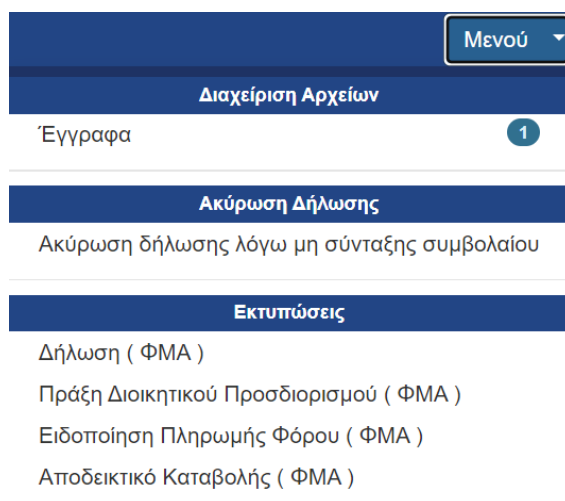 Μενού
Διαχείριση Αρχείων
Έγγραφα 1
Ακύρωση Δήλωσης
Ακύρωση δήλωσης λόγω μη σύνταξης συμβολαίου
Εκτυπώσεις
Δήλωση ( ΦΜΑ )
Πράξη Διοικητικού Προσδιορισμού ( ΦΜΑ )
Ειδοποίηση Πληρωμής Φόρου ( ΦΜΑ )
Αποδεικτικό Καταβολής ( ΦΜΑ )